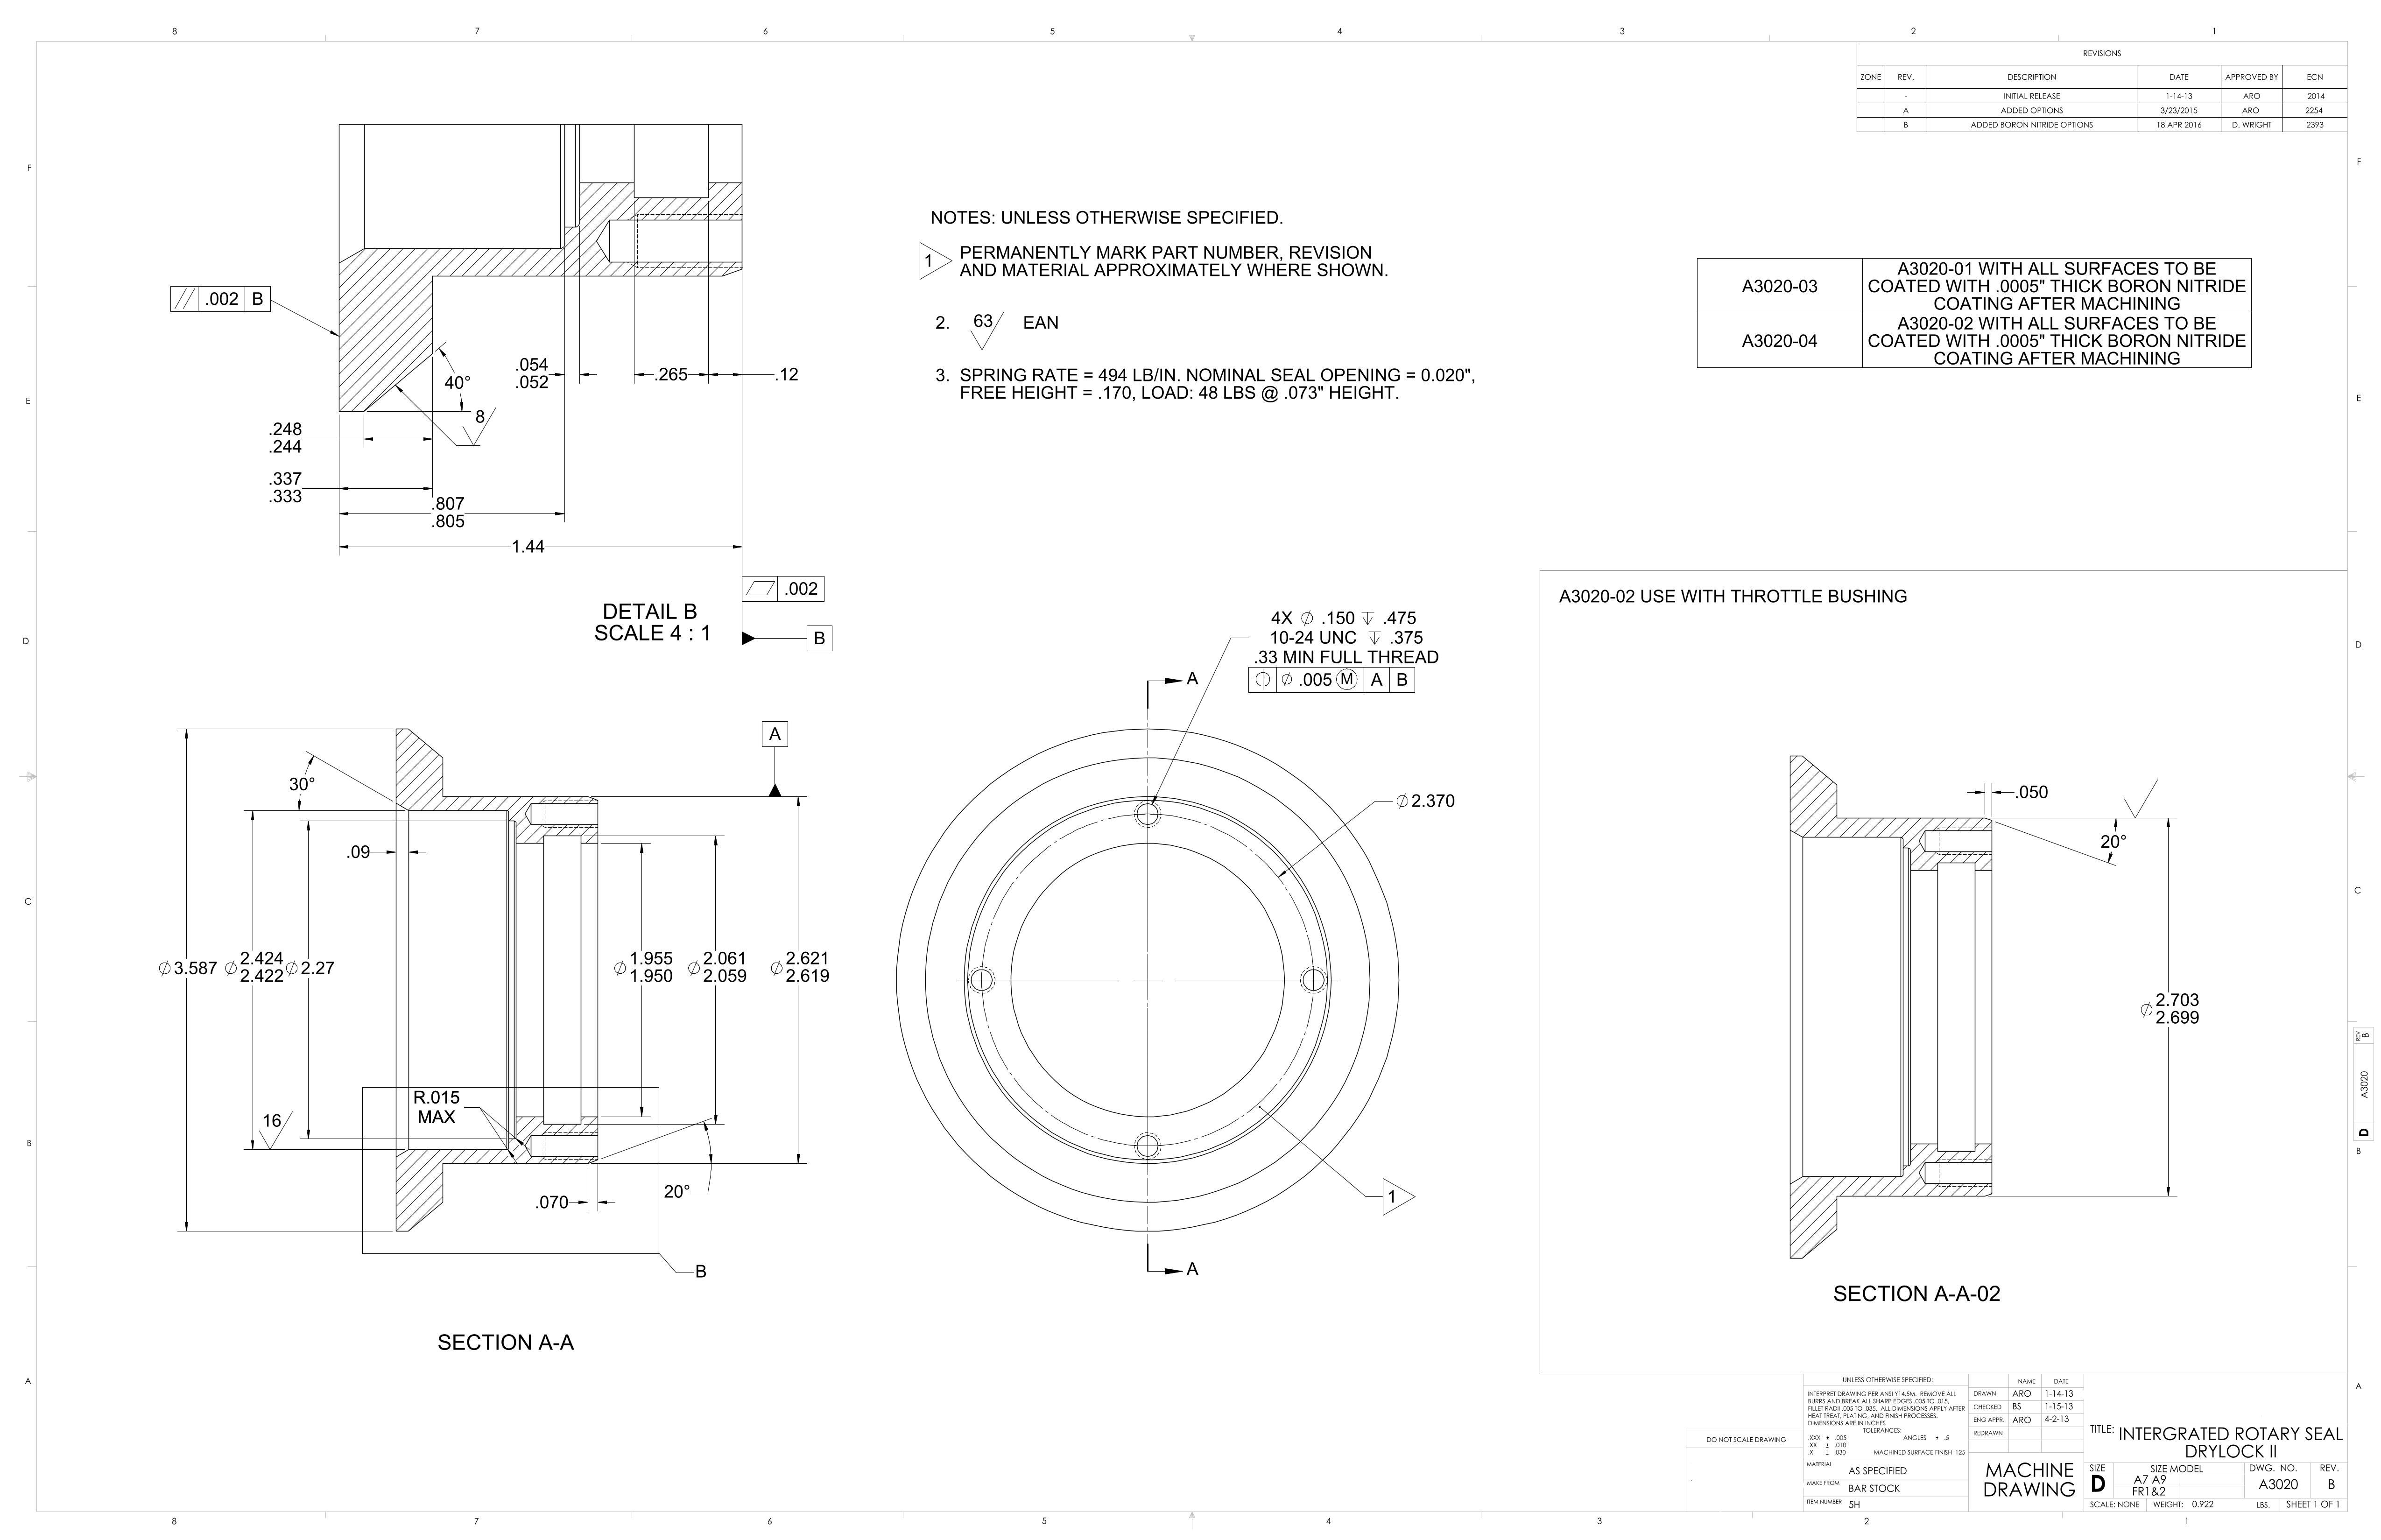 8 7 6 5 4 3 2 1
REVISIONS
ZONE REV. DESCRIPTION DATE APPROVED BY ECN
- INITIAL RELEASE 1-14-13 ARO 2014
A ADDED OPTIONS 3/23/2015 ARO 2254
B ADDED BORON NITRIDE OPTIONS 18 APR 2016 D. WRIGHT 2393
F F
E E
D D
C C
B B
A A
NOTES: UNLESS OTHERWISE SPECIFIED.
1 PERMANENTLY MARK PART NUMBER, REVISION
AND MATERIAL APPROXIMATELY WHERE SHOWN.
2. 63 EAN
3. SPRING RATE = 494 LB/IN. NOMINAL SEAL OPENING = 0.020",
FREE HEIGHT = .170, LOAD: 48 LBS @ .073" HEIGHT.
A3020-03
A3020-01 WITH ALL SURFACES TO BE
COATED WITH .0005" THICK BORON NITRIDE
COATING AFTER MACHINING
A3020-04
A3020-02 WITH ALL SURFACES TO BE
COATED WITH .0005" THICK BORON NITRIDE
COATING AFTER MACHINING
// .002 B
40°
8
.054
.052
.265
.12
.248
.244
.337
.333
.807
.805
1.44
.002
B
DETAIL B
SCALE 4 : 1
A
30°
.09
⌀ 3.587
⌀ 2.424
2.422
⌀ 2.27
⌀ 1.955
1.950
⌀ 2.061
2.059
⌀ 2.621
2.619
R.015
MAX
16
.070
20°
B
SECTION A-A
4X ⌀ .150 ↧ .475
10-24 UNC ↧ .375
.33 MIN FULL THREAD
⌖ ⌀ .005 Ⓜ A B
A
⌀ 2.370
1
A
A3020-02 USE WITH THROTTLE BUSHING
.050
20°
⌀ 2.703
2.699
SECTION A-A-02
REV B
A3020
D
DO NOT SCALE DRAWING
UNLESS OTHERWISE SPECIFIED:
INTERPRET DRAWING PER ANSI Y14.5M. REMOVE ALL
BURRS AND BREAK ALL SHARP EDGES .005 TO .015.
FILLET RADII .005 TO .035. ALL DIMENSIONS APPLY AFTER
HEAT TREAT, PLATING, AND FINISH PROCESSES.
DIMENSIONS ARE IN INCHES
TOLERANCES:
.XXX ± .005 ANGLES ± .5
.XX ± .010
.X ± .030 MACHINED SURFACE FINISH 125
MATERIAL AS SPECIFIED
MAKE FROM BAR STOCK
ITEM NUMBER 5H
NAME DATE
DRAWN ARO 1-14-13
CHECKED BS 1-15-13
ENG APPR. ARO 4-2-13
REDRAWN
MACHINE
DRAWING
TITLE: INTERGRATED ROTARY SEAL
DRYLOCK II
SIZE D
SIZE MODEL
A7 A9
FR1&2
DWG. NO.
A3020
REV.
B
SCALE: NONE WEIGHT: 0.922 LBS. SHEET 1 OF 1
8 7 6 5 4 3 2 1